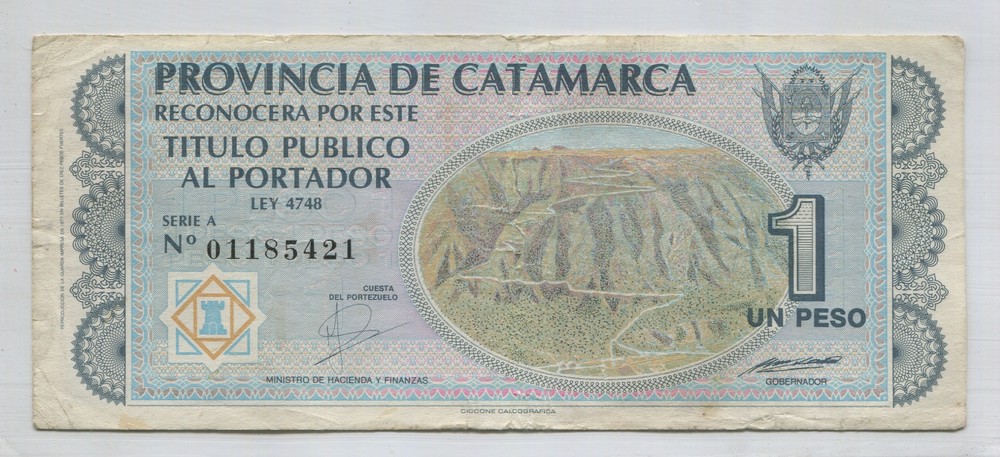 PROVINCIA DE CATAMARCA
RECONOCERA POR ESTE
TITULO PUBLICO
AL PORTADOR
LEY 4748
SERIE A
Nº 01185421
CUESTA
DEL PORTEZUELO
MINISTRO DE HACIENDA Y FINANZAS
1
UN PESO
GOBERNADOR
CICCONE CALCOGRAFICA